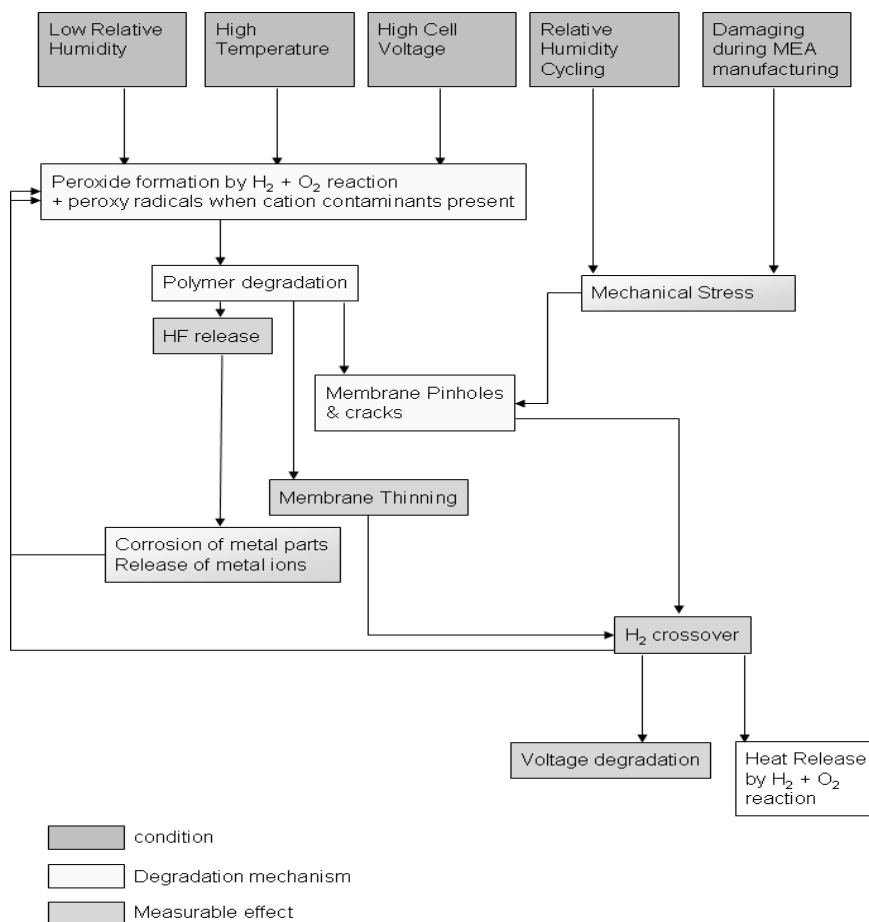 Low Relative
Humidity
High
Temperature
High Cell
Voltage
Relative
Humidity
Cycling
Damaging
during MEA
manufacturing
Peroxide formation by H₂ + O₂ reaction
+ peroxy radicals when cation contaminants present
Polymer degradation
Mechanical Stress
HF release
Membrane Pinholes
& cracks
Membrane Thinning
Corrosion of metal parts
Release of metal ions
H₂ crossover
Voltage degradation
Heat Release
by H₂ + O₂
reaction
condition
Degradation mechanism
Measurable effect